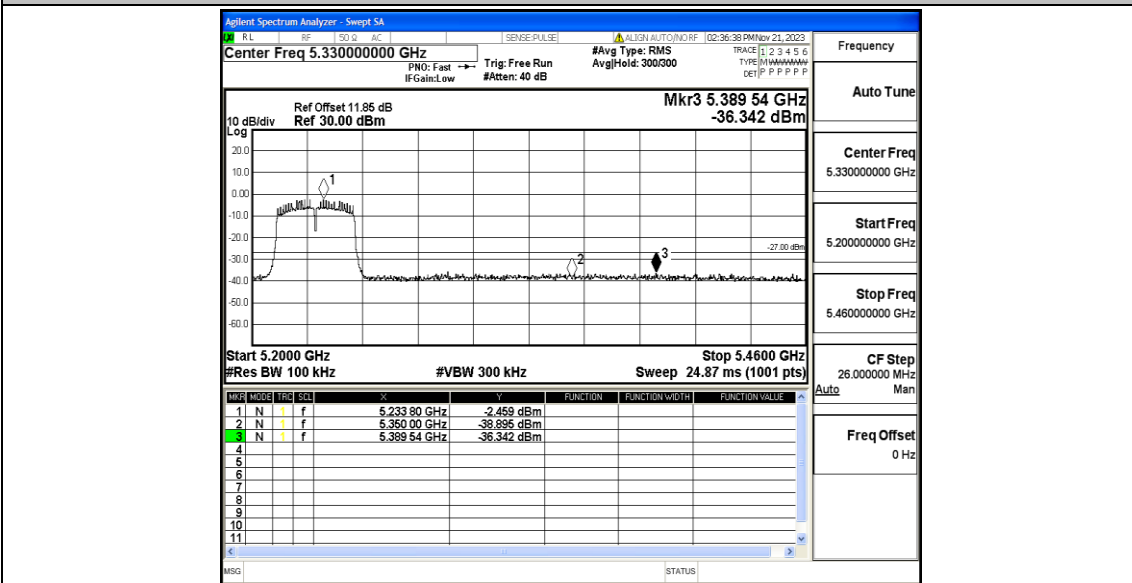 Agilent Spectrum Analyzer - Swept SA
RL RF 50 Ω AC SENSE:PULSE ALIGN AUTO/NO RF 02:36:38 PM Nov 21, 2023
Center Freq 5.330000000 GHz
PNO: Fast
IFGain:Low
Trig: Free Run
#Atten: 40 dB
#Avg Type: RMS
Avg|Hold: 300/300
TRACE 1 2 3 4 5 6
TYPE M W W W W W
DET P P P P P P
Ref Offset 11.85 dB
10 dB/div Ref 30.00 dBm
Log
Mkr3 5.389 54 GHz
-36.342 dBm
20.0
10.0
0.00
-10.0
-20.0
-30.0
-40.0
-50.0
-60.0
1
2
3
-27.00 dBm
Start 5.2000 GHz Stop 5.4600 GHz
#Res BW 100 kHz #VBW 300 kHz Sweep 24.87 ms (1001 pts)
MKR MODE TRC SCL X Y FUNCTION FUNCTION WIDTH FUNCTION VALUE
1 N 1 f 5.233 80 GHz -2.459 dBm
2 N 1 f 5.350 00 GHz -38.895 dBm
3 N 1 f 5.389 54 GHz -36.342 dBm
4
5
6
7
8
9
10
11
MSG STATUS
Frequency
Auto Tune
Center Freq
5.330000000 GHz
Start Freq
5.200000000 GHz
Stop Freq
5.460000000 GHz
CF Step
26.000000 MHz
Auto Man
Freq Offset
0 Hz